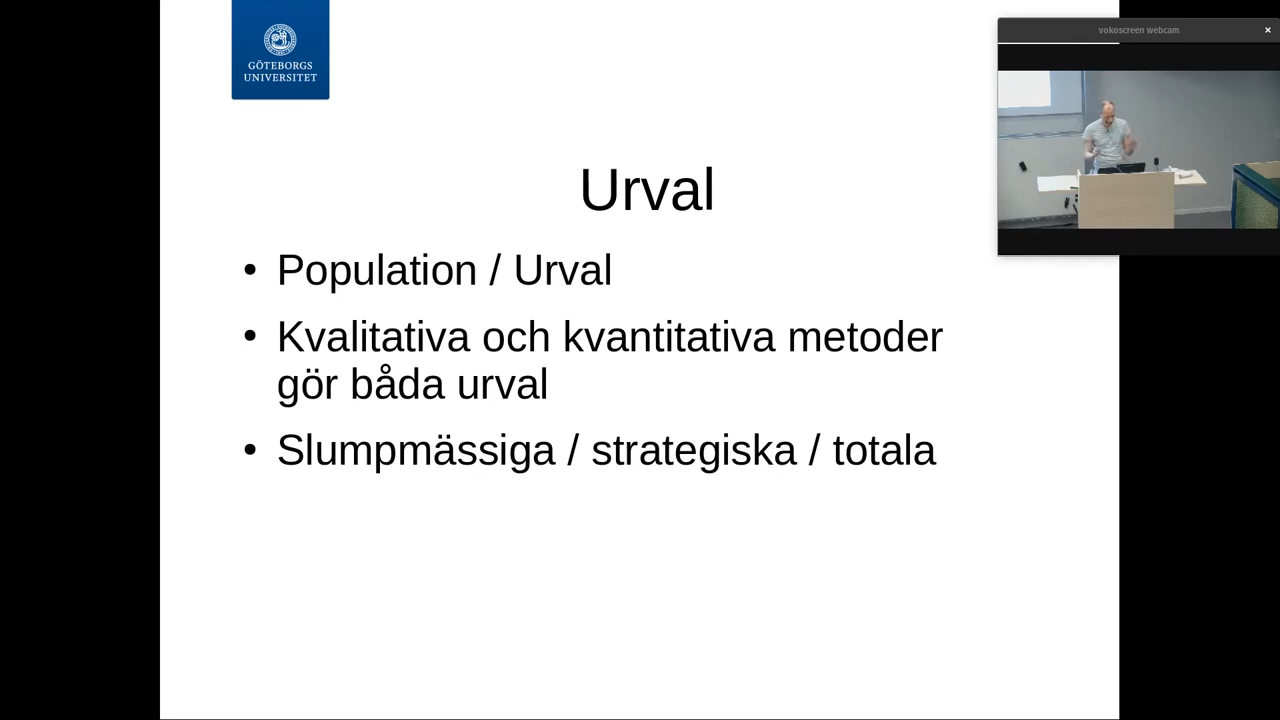 GÖTEBORGS
UNIVERSITET
vokoscreen webcam
Urval
• Population / Urval
• Kvalitativa och kvantitativa metoder
gör båda urval
• Slumpmässiga / strategiska / totala